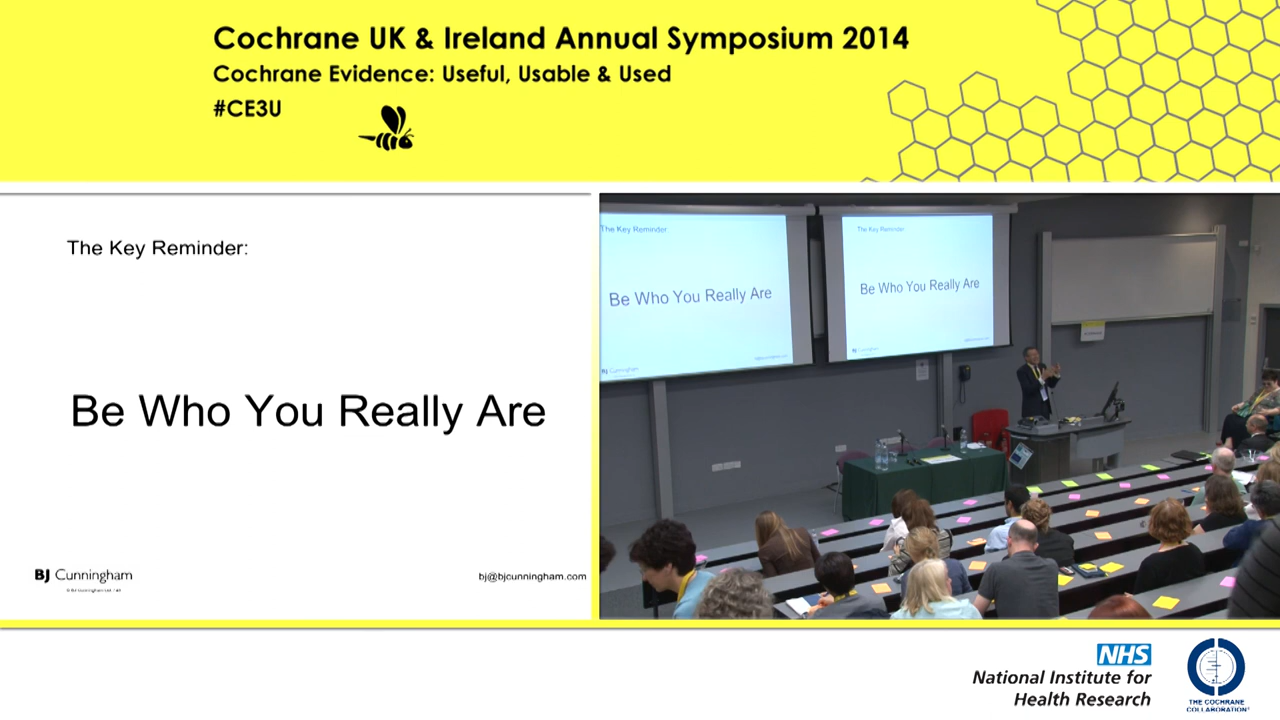 Cochrane UK & Ireland Annual Symposium 2014
Cochrane Evidence: Useful, Usable & Used
#CE3U
The Key Reminder:
Be Who You Really Are
BJ Cunningham
bj@bjcunningham.com
The Key Reminder:
Be Who You Really Are
BJ Cunningham
The Key Reminder:
Be Who You Really Are
NHS
National Institute for
Health Research
THE COCHRANE
COLLABORATION®